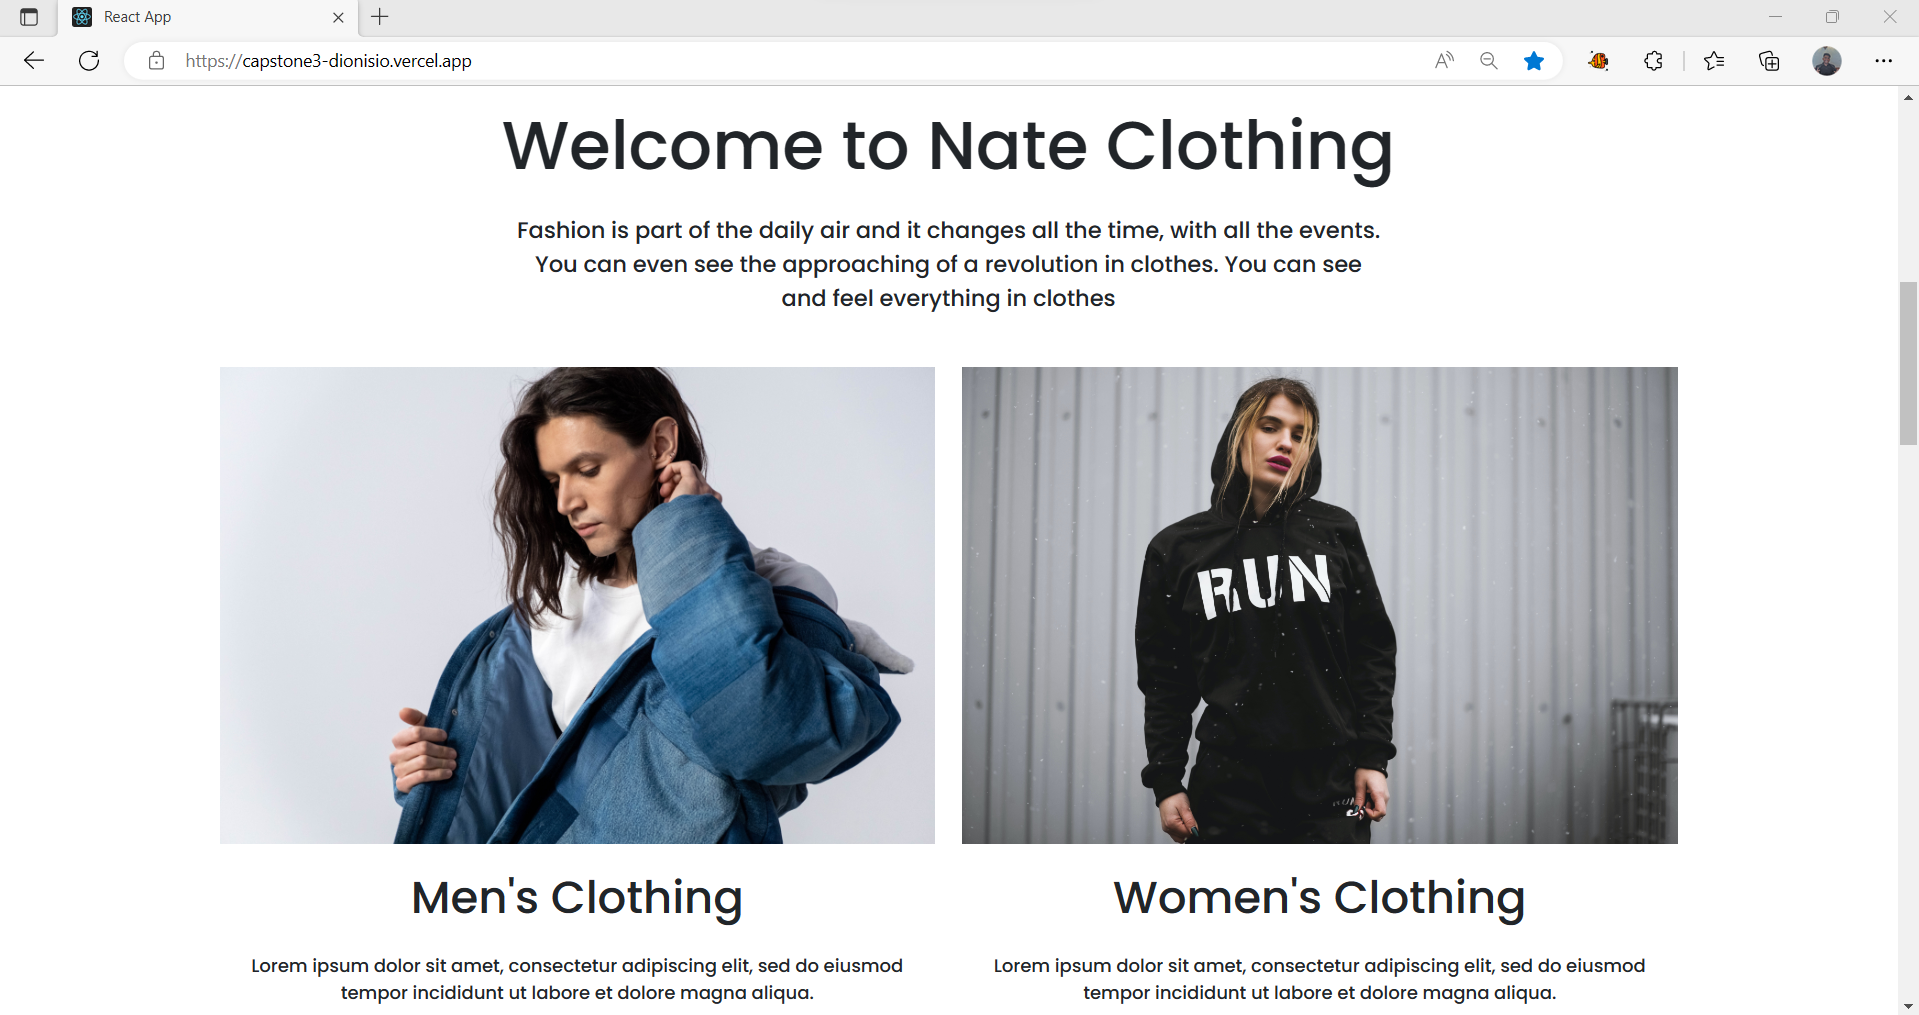 React App
https://capstone3-dionisio.vercel.app
Welcome to Nate Clothing
Fashion is part of the daily air and it changes all the time, with all the events.
You can even see the approaching of a revolution in clothes. You can see
and feel everything in clothes
RUN
RUN
Men's Clothing
Women's Clothing
Lorem ipsum dolor sit amet, consectetur adipiscing elit, sed do eiusmod
tempor incididunt ut labore et dolore magna aliqua.
Lorem ipsum dolor sit amet, consectetur adipiscing elit, sed do eiusmod
tempor incididunt ut labore et dolore magna aliqua.